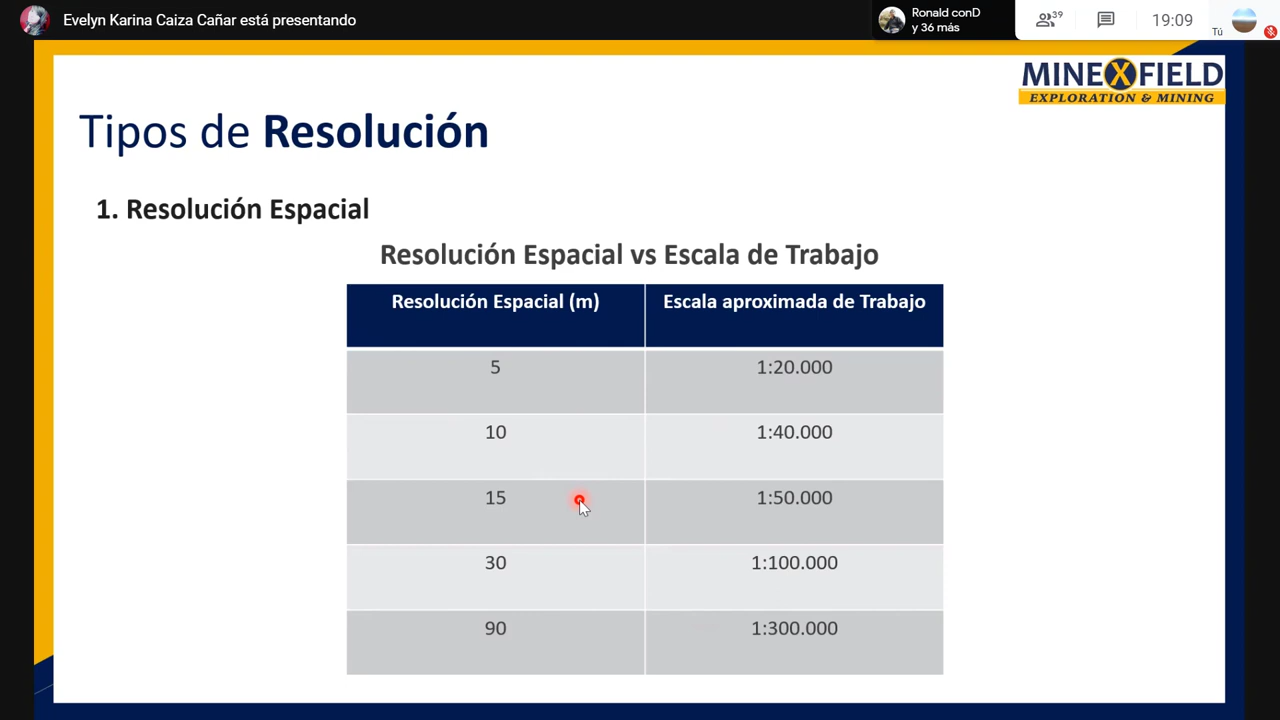 Evelyn Karina Caiza Cañar está presentando
Ronald conD
y 36 más
39
19:09
Tú
MINEXFIELD
EXPLORATION & MINING
Tipos de Resolución
1. Resolución Espacial
Resolución Espacial vs Escala de Trabajo
Resolución Espacial (m) Escala aproximada de Trabajo
5 1:20.000
10 1:40.000
15 1:50.000
30 1:100.000
90 1:300.000